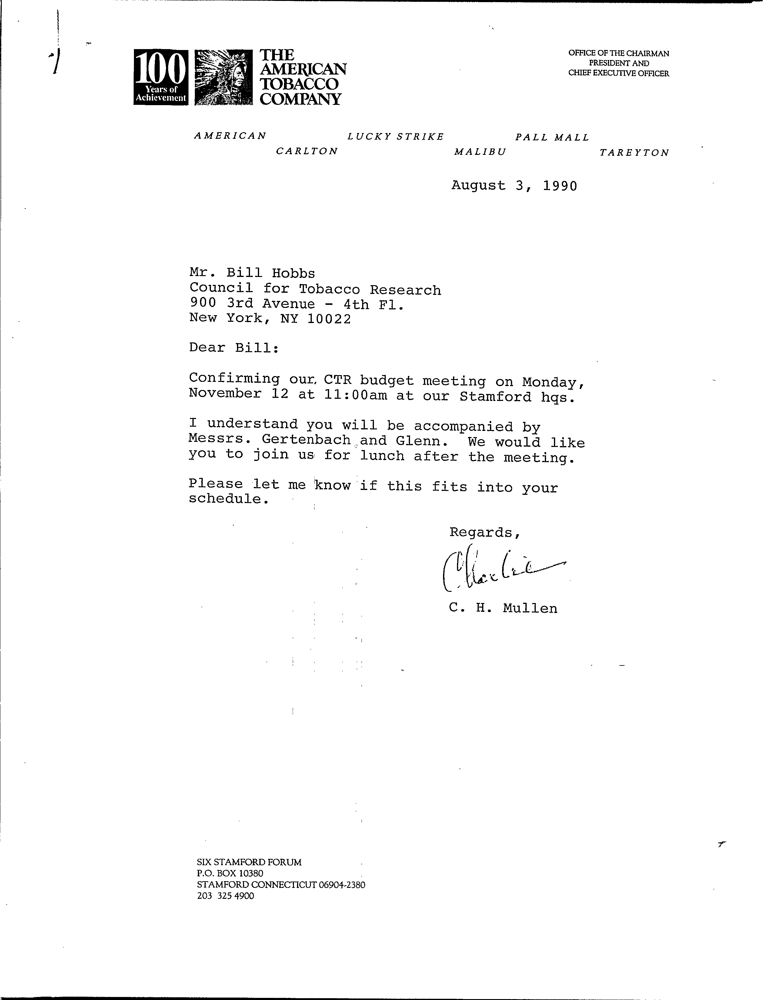 100
Years of
Achievement
THE
AMERICAN
TOBACCO
COMPANY
OFFICE OF THE CHAIRMAN
PRESIDENT AND
CHIEF EXECUTIVE OFFICER
AMERICAN LUCKY STRIKE PALL MALL
CARLTON MALIBU TAREYTON
August 3, 1990
Mr. Bill Hobbs
Council for Tobacco Research
900 3rd Avenue - 4th Fl.
New York, NY 10022
Dear Bill:
Confirming our CTR budget meeting on Monday,
November 12 at 11:00am at our Stamford hqs.
I understand you will be accompanied by
Messrs. Gertenbach and Glenn. We would like
you to join us for lunch after the meeting.
Please let me know if this fits into your
schedule.
Regards,
Charlie
C. H. Mullen
SIX STAMFORD FORUM
P.O. BOX 10380
STAMFORD CONNECTICUT 06904-2380
203 325 4900